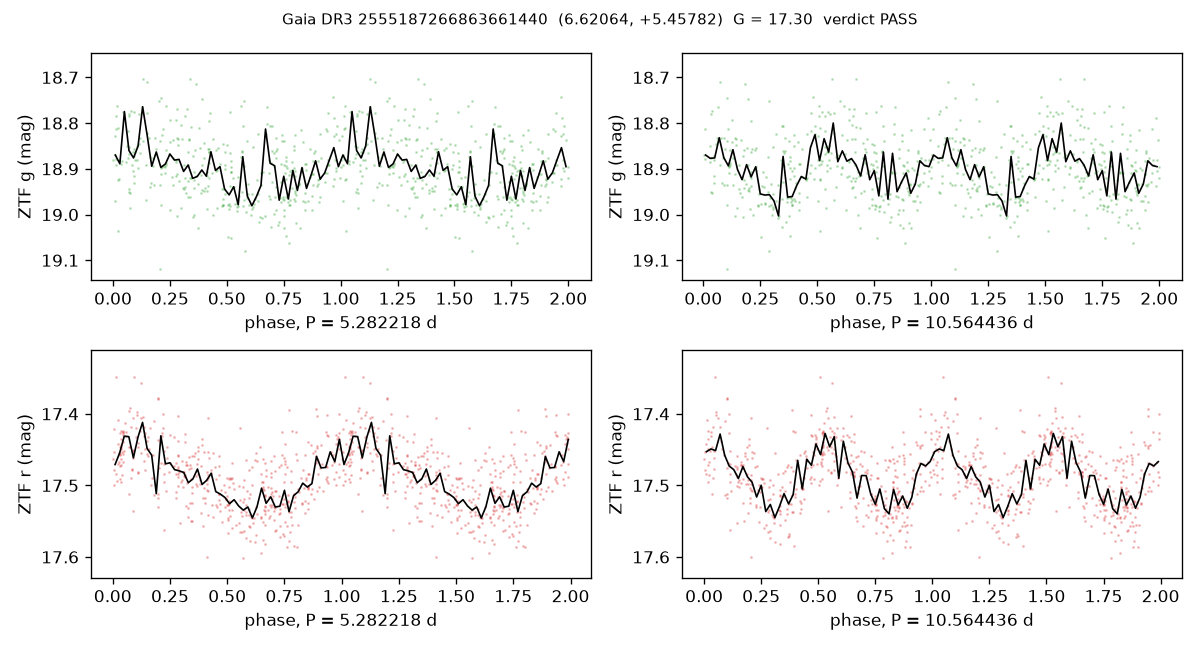 Gaia DR3 2555187266863661440  (6.62064, +5.45782)  G = 17.30  verdict PASS
ZTF g (mag)
18.7
18.8
18.9
19.0
19.1
0.00 0.25 0.50 0.75 1.00 1.25 1.50 1.75 2.00
phase, P = 5.282218 d
ZTF g (mag)
18.7
18.8
18.9
19.0
19.1
0.00 0.25 0.50 0.75 1.00 1.25 1.50 1.75 2.00
phase, P = 10.564436 d
ZTF r (mag)
17.4
17.5
17.6
0.00 0.25 0.50 0.75 1.00 1.25 1.50 1.75 2.00
phase, P = 5.282218 d
ZTF r (mag)
17.4
17.5
17.6
0.00 0.25 0.50 0.75 1.00 1.25 1.50 1.75 2.00
phase, P = 10.564436 d